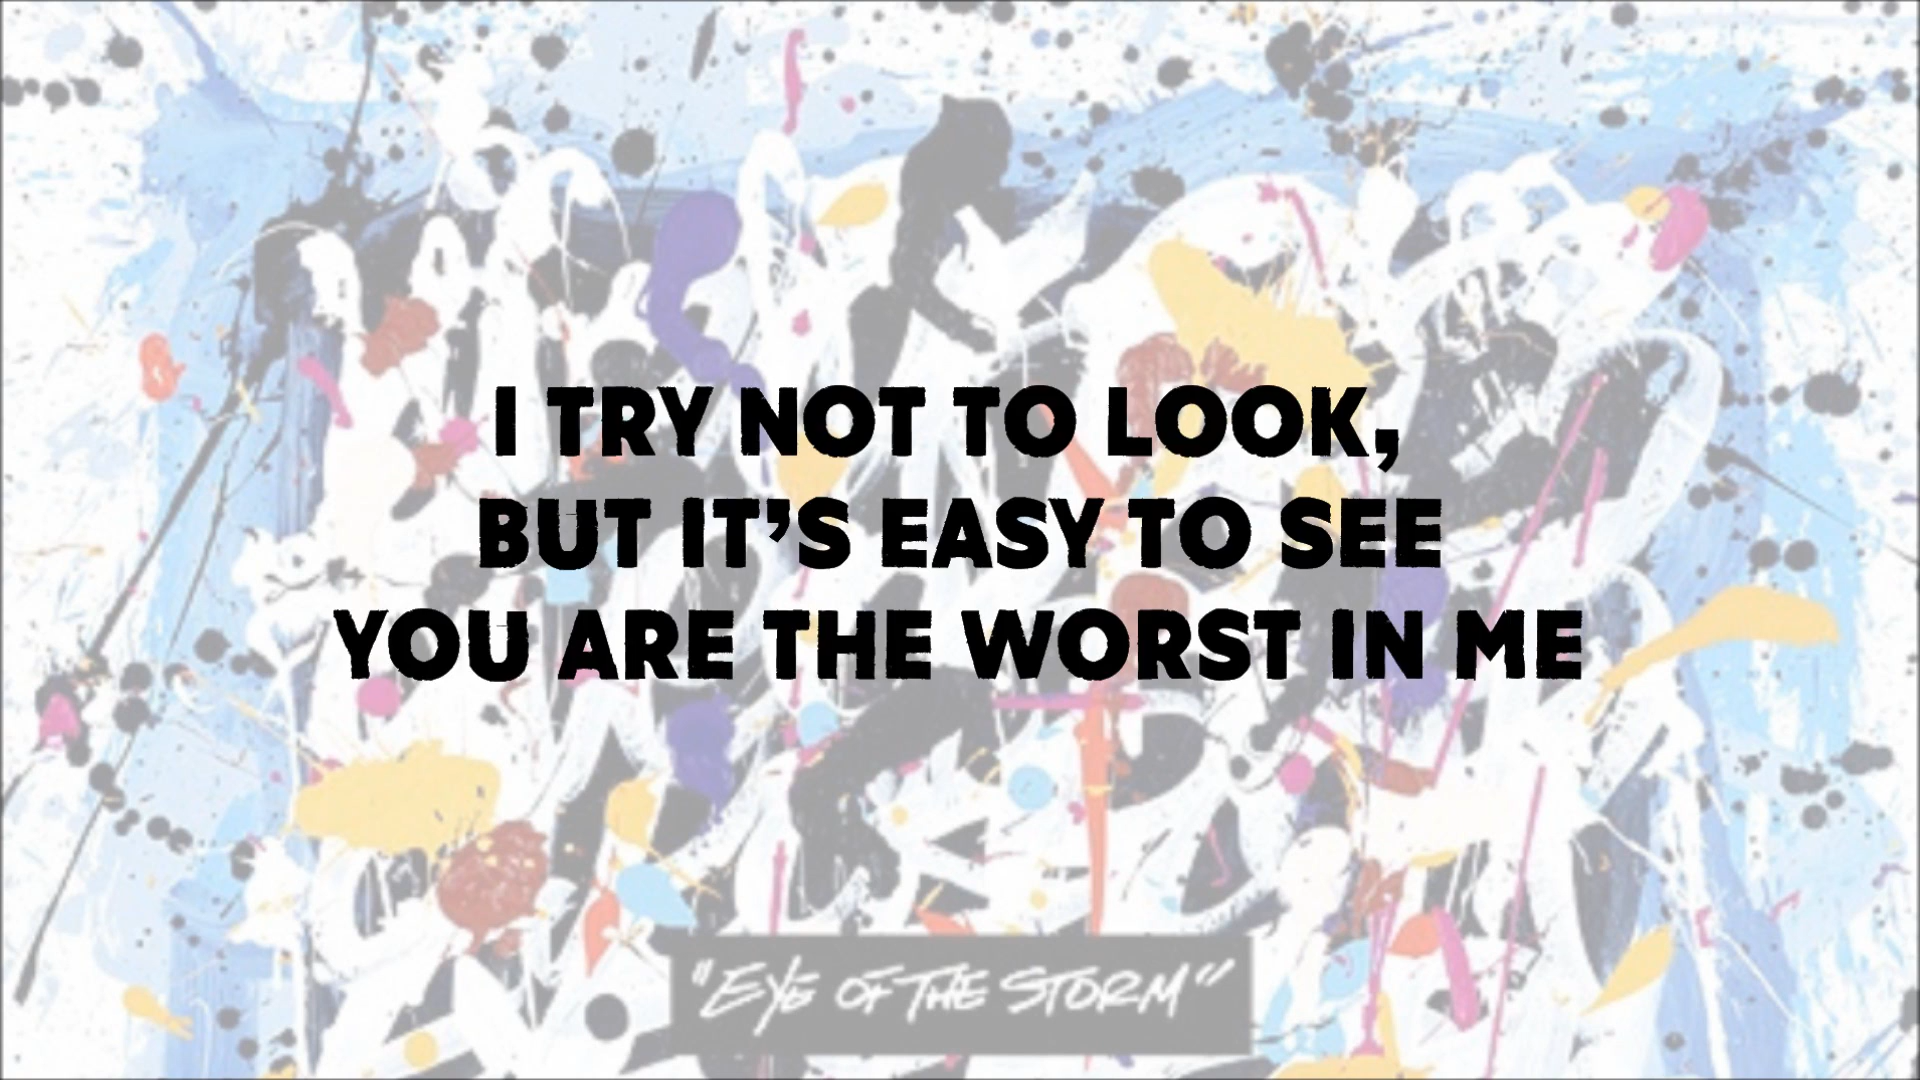 I TRY NOT TO LOOK,
BUT IT'S EASY TO SEE
YOU ARE THE WORST IN ME
"EYE OF THE STORM"